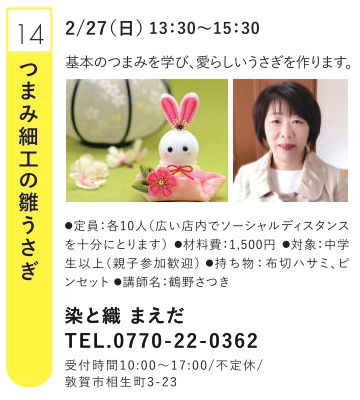 14
つまみ細工の雛うさぎ
2/27(日) 13:30〜15:30
基本のつまみを学び、愛らしいうさぎを作ります。
●定員：各10人（広い店内でソーシャルディスタンス
を十分にとります） ●材料費：1,500円 ●対象：中学
生以上（親子参加歓迎） ●持ち物：布切ハサミ、ピ
ンセット ●講師名：鶴野さつき
染と織 まえだ
TEL.0770-22-0362
受付時間10:00〜17:00/不定休/
敦賀市相生町3-23